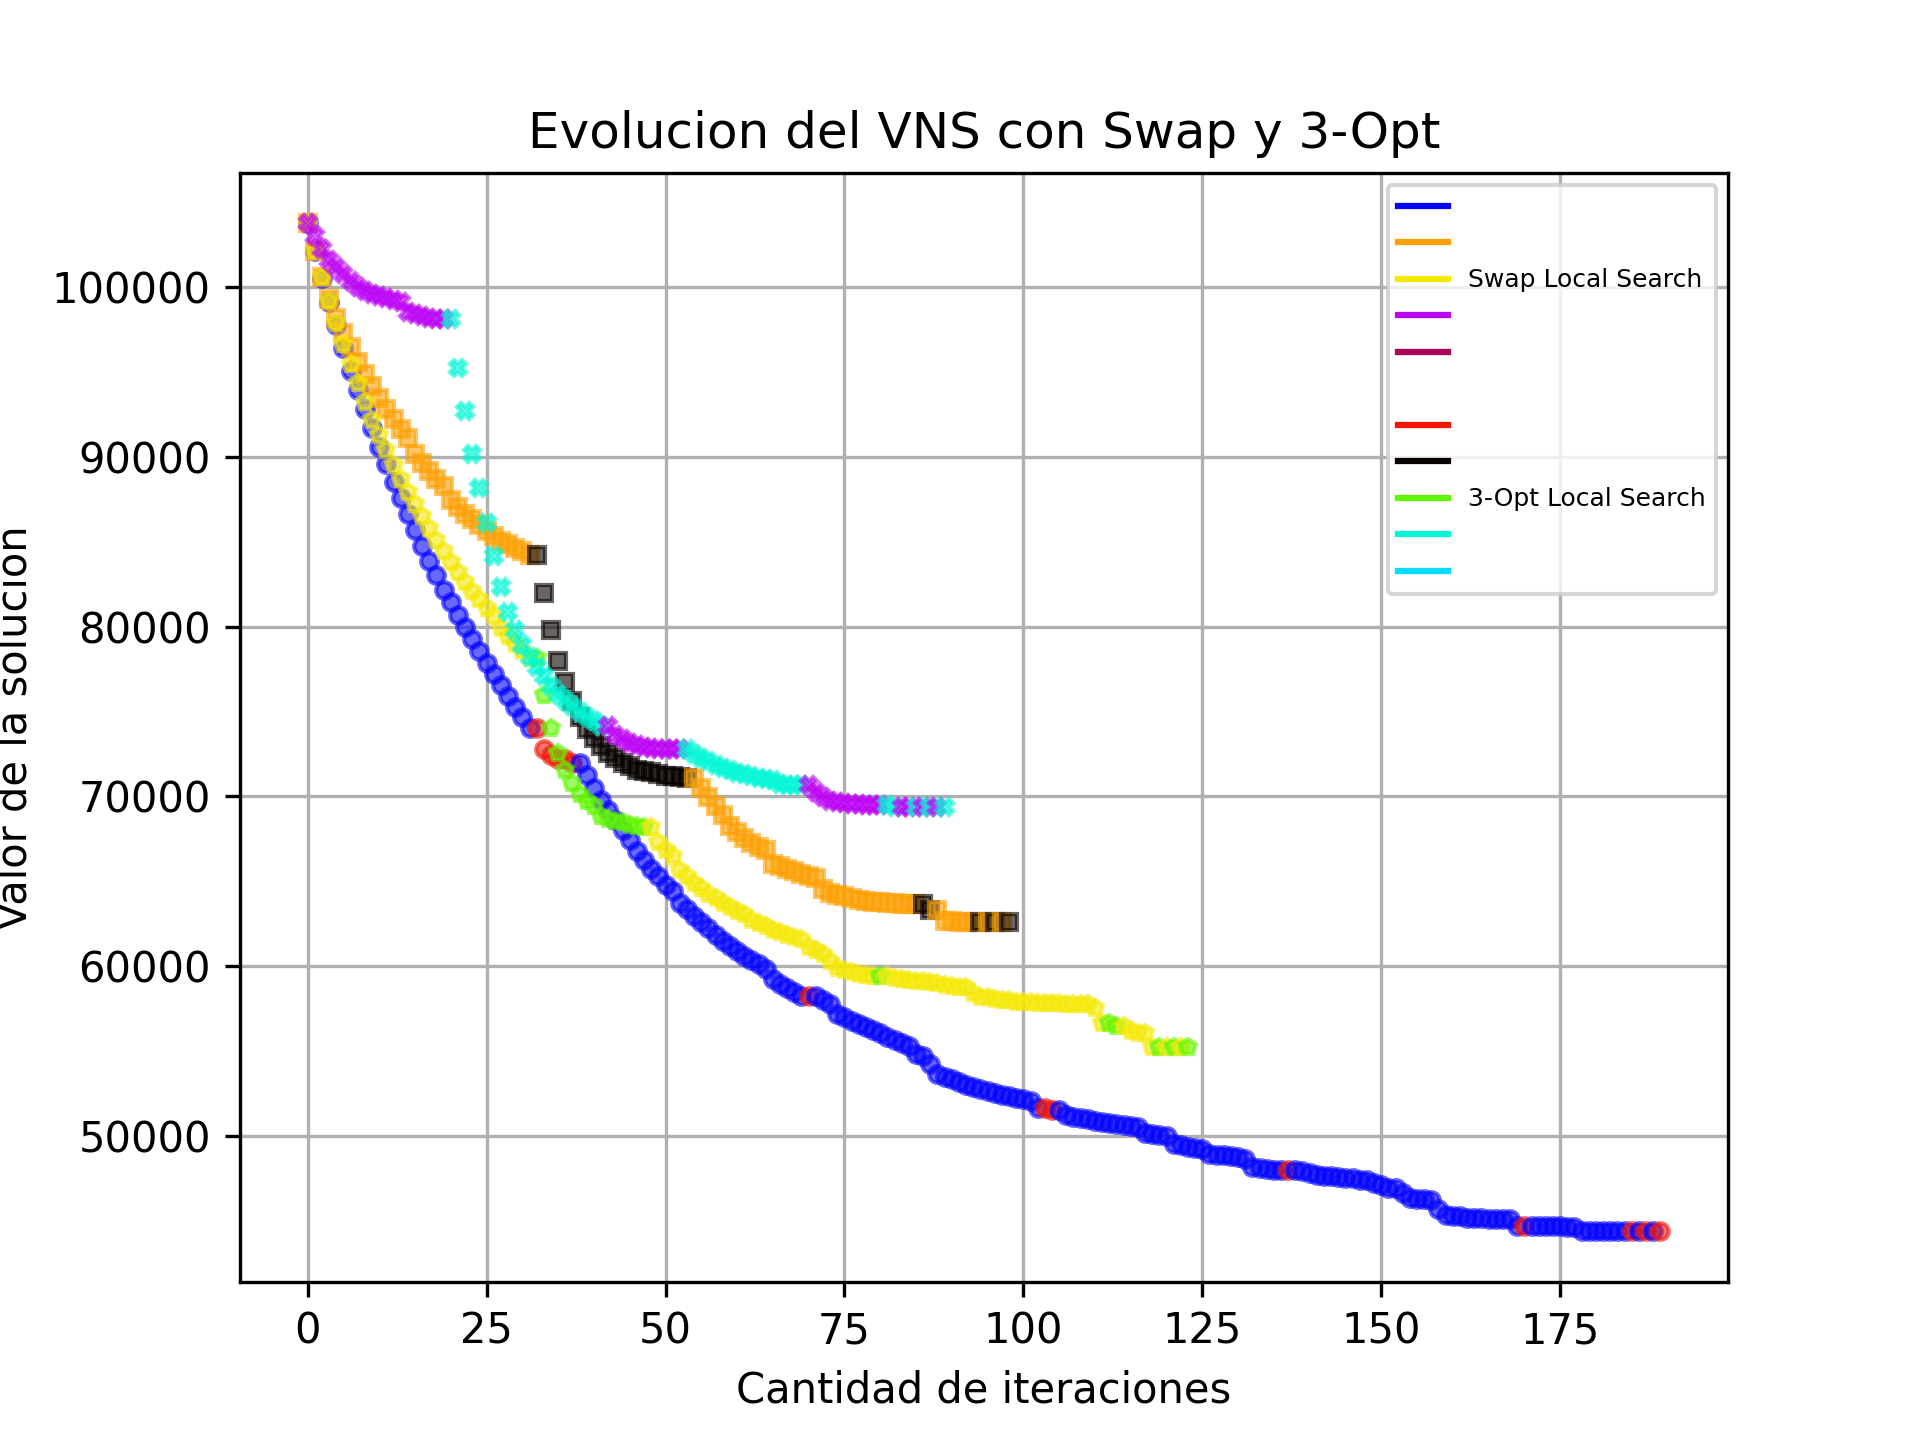 Evolucion del VNS con Swap y 3-Opt
Valor de la solucion
100000
90000
80000
70000
60000
50000
Swap Local Search
3-Opt Local Search
0 25 50 75 100 125 150 175
Cantidad de iteraciones